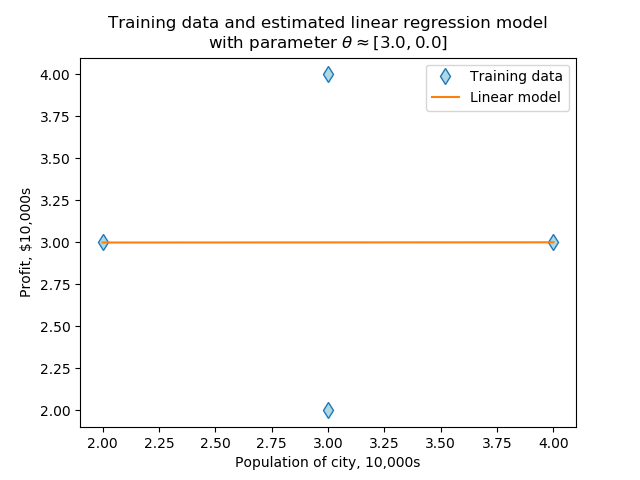 Training data and estimated linear regression model
with parameter θ ≈ [3.0, 0.0]
Training data
Linear model
Profit, $10,000s
4.00
3.75
3.50
3.25
3.00
2.75
2.50
2.25
2.00
2.00 2.25 2.50 2.75 3.00 3.25 3.50 3.75 4.00
Population of city, 10,000s